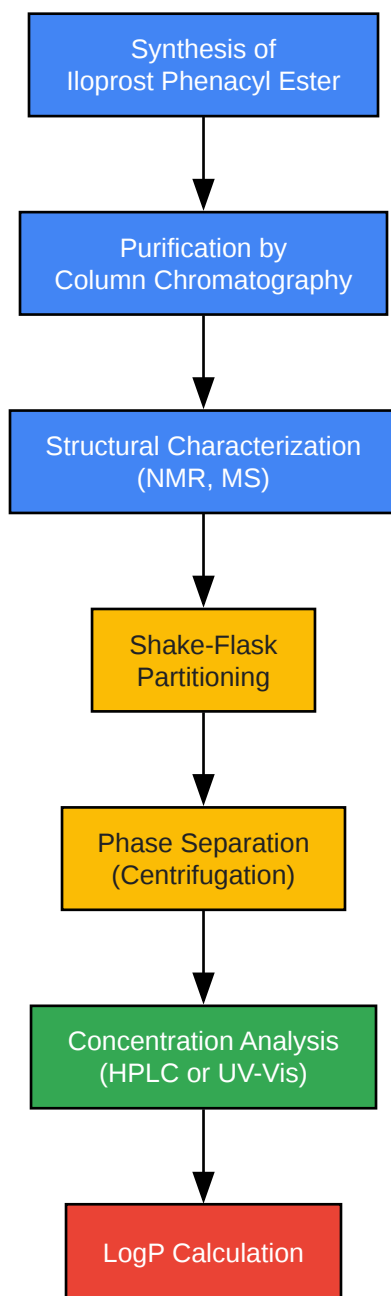 Synthesis of
Iloprost Phenacyl Ester
Purification by
Column Chromatography
Structural Characterization
(NMR, MS)
Shake-Flask
Partitioning
Phase Separation
(Centrifugation)
Concentration Analysis
(HPLC or UV-Vis)
LogP Calculation